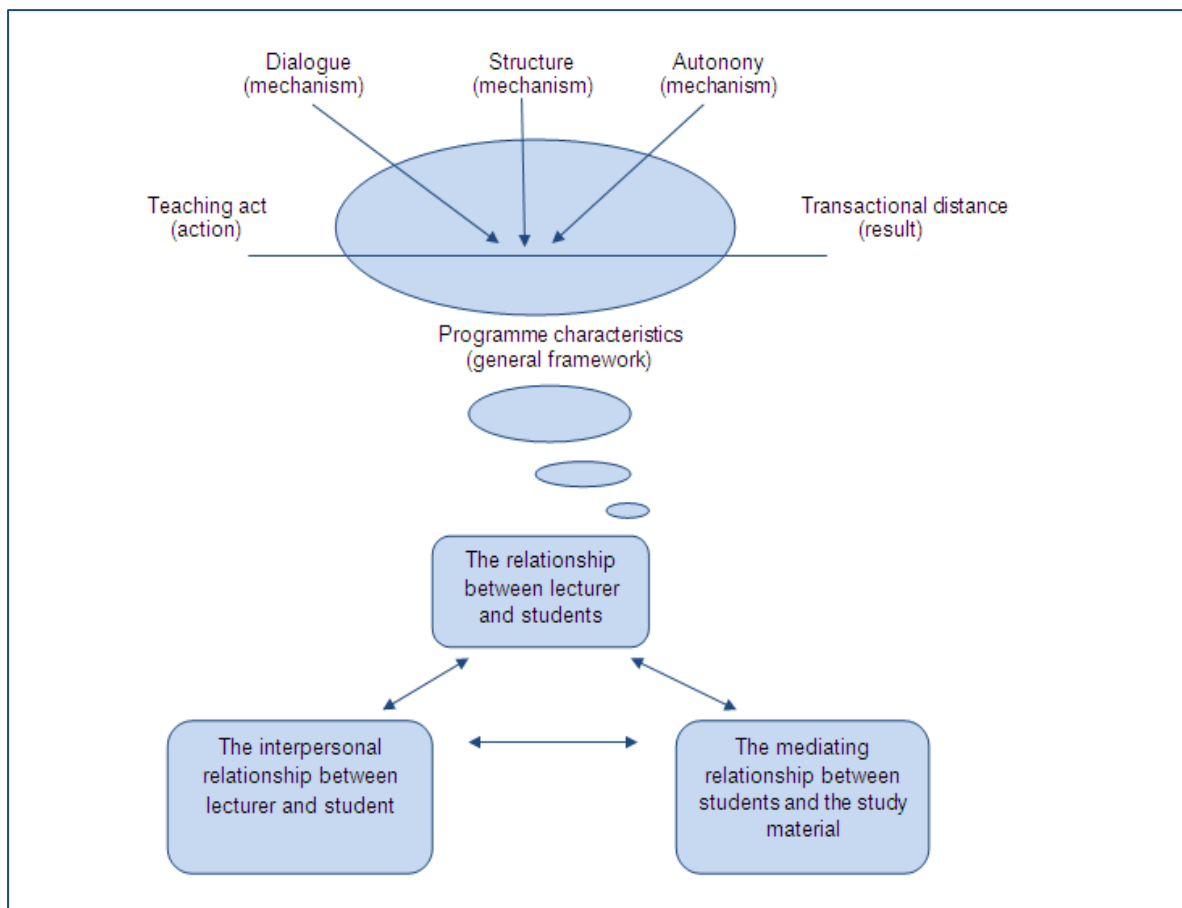 Dialogue
(mechanism)
Structure
(mechanism)
Autonony
(mechanism)
Teaching act
(action)
Transactional distance
(result)
Programme characteristics
(general framework)
The relationship
between lecturer
and students
The interpersonal
relationship between
lecturer and student
The mediating
relationship between
students and the study
material